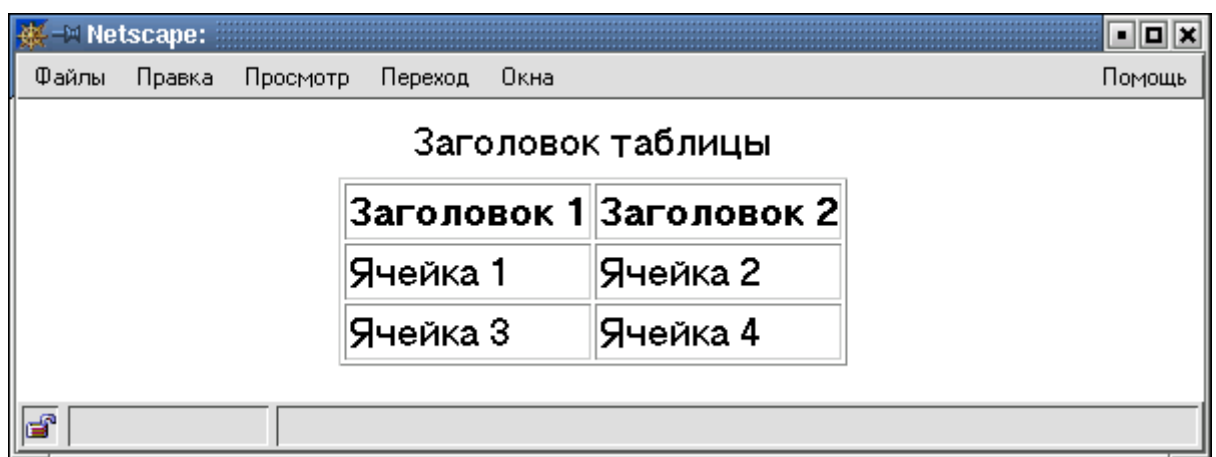 Netscape:
Файлы Правка Просмотр Переход Окна Помощь
Заголовок таблицы
Заголовок 1 Заголовок 2
Ячейка 1 Ячейка 2
Ячейка 3 Ячейка 4